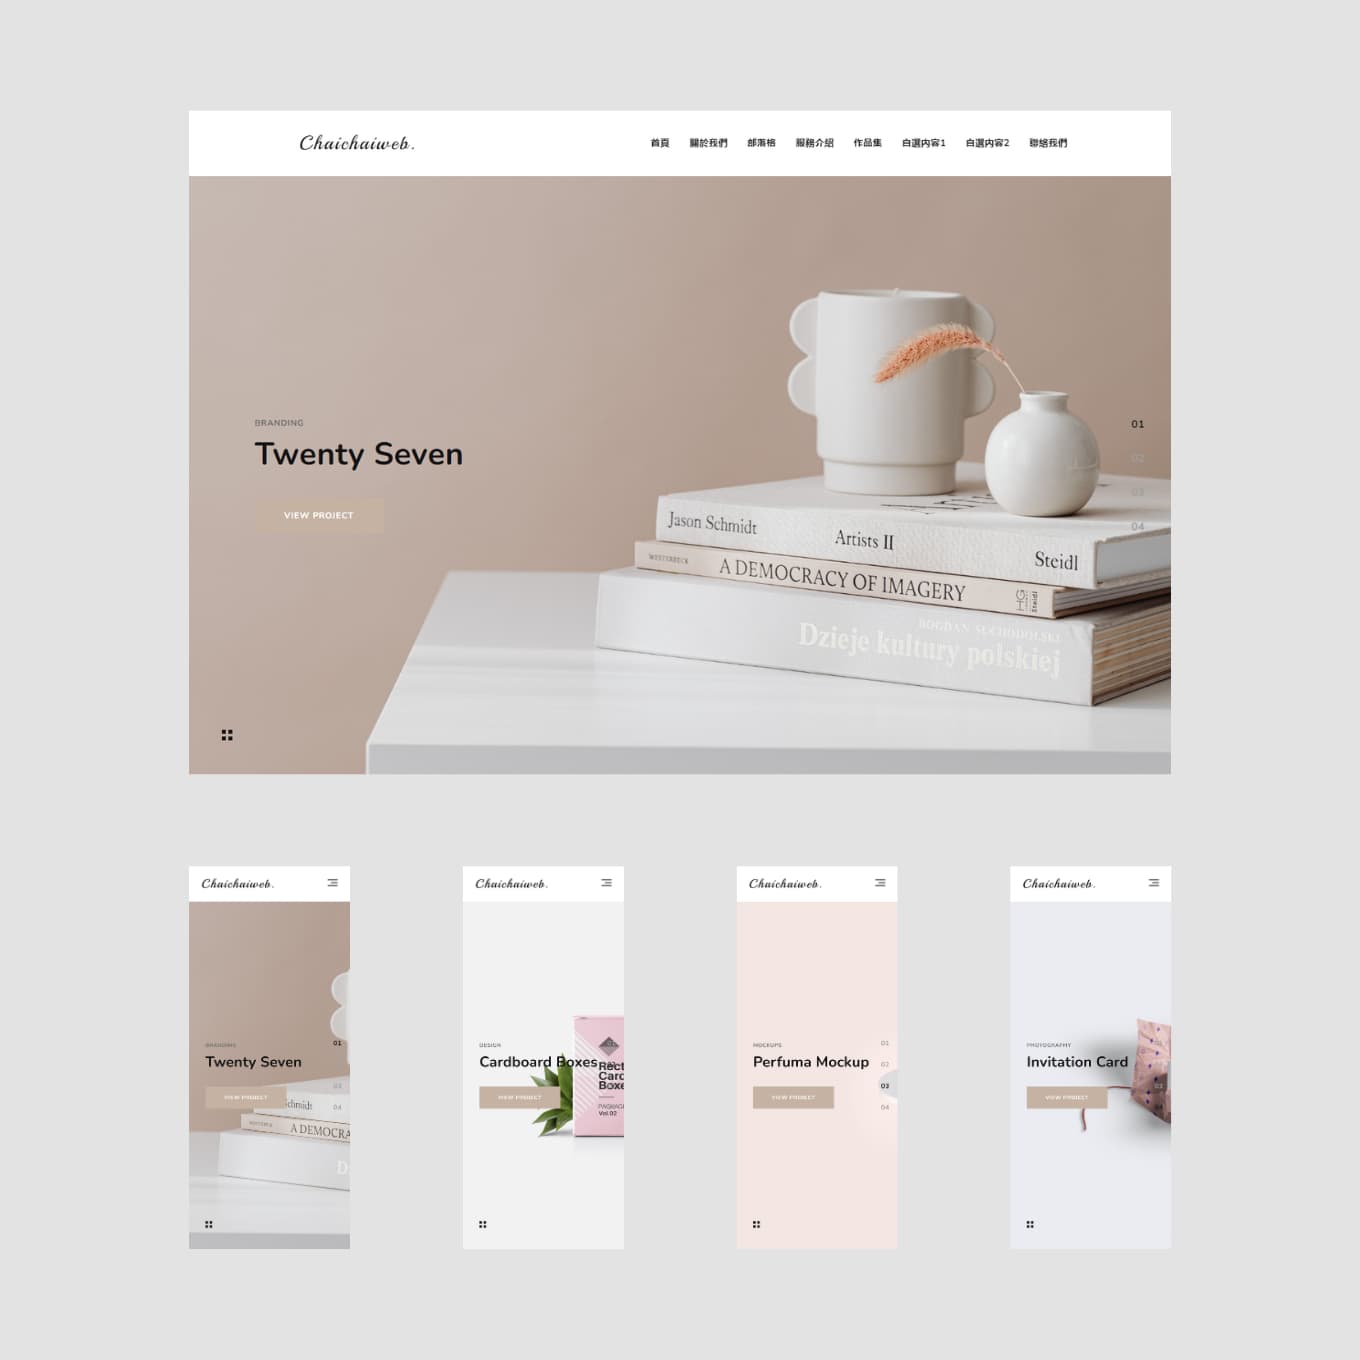 Chaichaiweb.
首頁 關於我們 部落格 服務介紹 作品集 自選內容1 自選內容2 聯絡我們
BRANDING
Twenty Seven
VIEW PROJECT
01
02
03
04
Jason Schmidt Artists II Steidl
WESTERBECK A DEMOCRACY OF IMAGERY Steidl
BOGDAN SUCHODOLSKI
Dzieje kultury polskiej
Chaichaiweb.
BRANDING
Twenty Seven
VIEW PROJECT
01
03
04
chmidt
A DEMOCRA
D
Chaichaiweb.
DESIGN
Cardboard Boxes
VIEW PROJECT
Rect
Card
Boxe
PACKAGI
Vol.02
Chaichaiweb.
MOCKUPS
Perfuma Mockup
VIEW PROJECT
01
02
03
04
Chaichaiweb.
PHOTOGRAPHY
Invitation Card
VIEW PROJECT